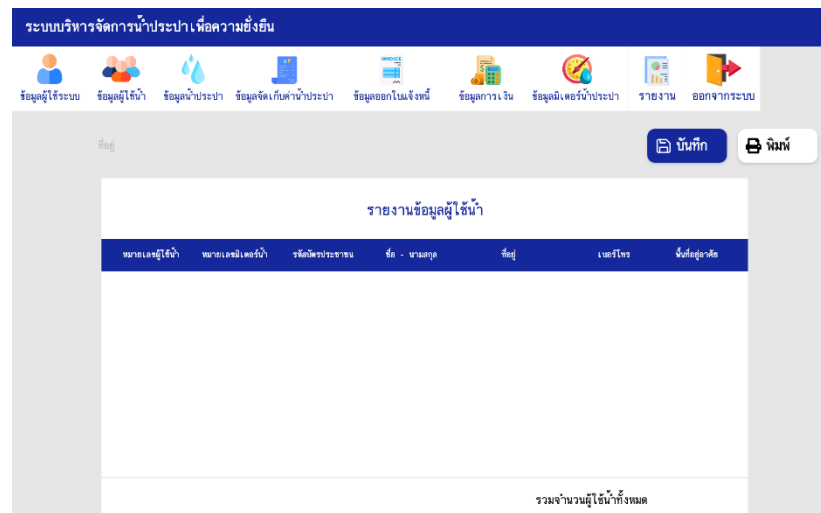 ระบบบริหารจัดการน้ำประปาเพื่อความยั่งยืน
INVOICE
ข้อมูลผู้ใช้ระบบ ข้อมูลผู้ใช้น้ำ ข้อมูลน้ำประปา ข้อมูลจัดเก็บค่าน้ำประปา ข้อมูลออกใบแจ้งหนี้ ข้อมูลการเงิน ข้อมูลมิเตอร์น้ำประปา รายงาน ออกจากระบบ
ที่อยู่ บันทึก พิมพ์
รายงานข้อมูลผู้ใช้น้ำ
หมายเลขผู้ใช้น้ำ หมายเลขมิเตอร์น้ำ รหัสบัตรประชาชน ชื่อ - นามสกุล ที่อยู่ เบอร์โทร พื้นที่อยู่อาศัย
รวมจำนวนผู้ใช้น้ำทั้งหมด